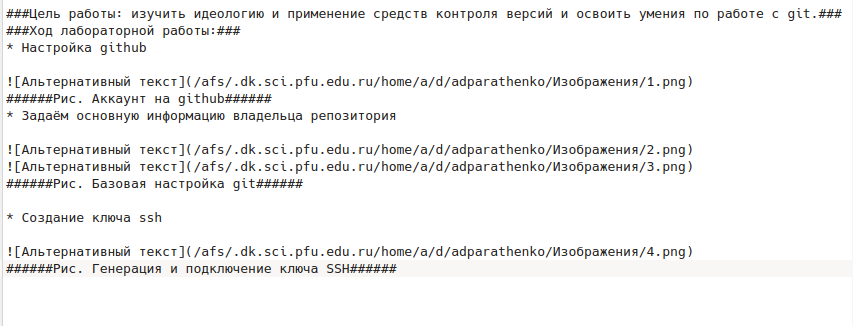 ###Цель работы: изучить идеологию и применение средств контроля версий и освоить умения по работе с git.###
###Ход лабораторной работы:###
* Настройка github
![Альтернативный текст](/afs/.dk.sci.pfu.edu.ru/home/a/d/adparathenko/Изображения/1.png)
######Рис. Аккаунт на github######
* Задаём основную информацию владельца репозитория
![Альтернативный текст](/afs/.dk.sci.pfu.edu.ru/home/a/d/adparathenko/Изображения/2.png)
![Альтернативный текст](/afs/.dk.sci.pfu.edu.ru/home/a/d/adparathenko/Изображения/3.png)
######Рис. Базовая настройка git######
* Создание ключа ssh
![Альтернативный текст](/afs/.dk.sci.pfu.edu.ru/home/a/d/adparathenko/Изображения/4.png)
######Рис. Генерация и подключение ключа SSH######